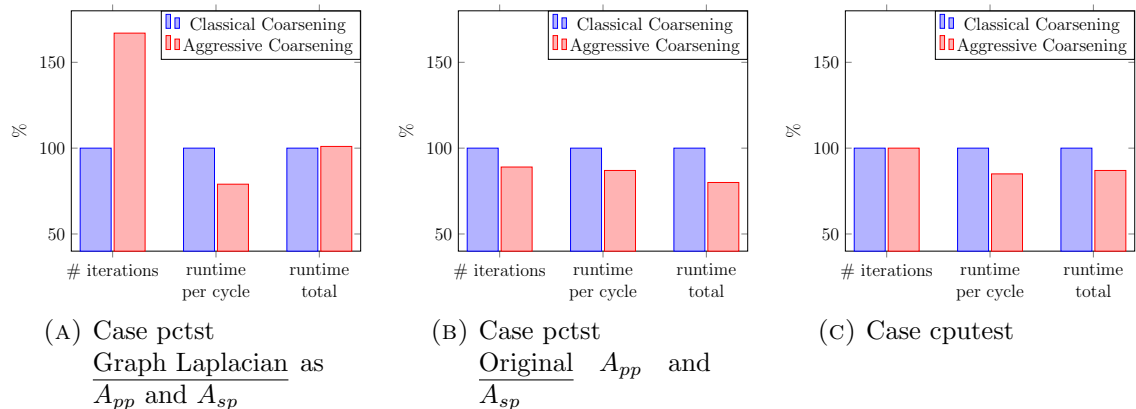 Classical Coarsening
Aggressive Coarsening
150
100
50
%
# iterations
runtime per cycle
runtime total
(A) Case pctst
Graph Laplacian as
A_pp and A_sp
Classical Coarsening
Aggressive Coarsening
150
100
50
%
# iterations
runtime per cycle
runtime total
(B) Case pctst
Original A_pp and
A_sp
Classical Coarsening
Aggressive Coarsening
150
100
50
%
# iterations
runtime per cycle
runtime total
(C) Case cputest